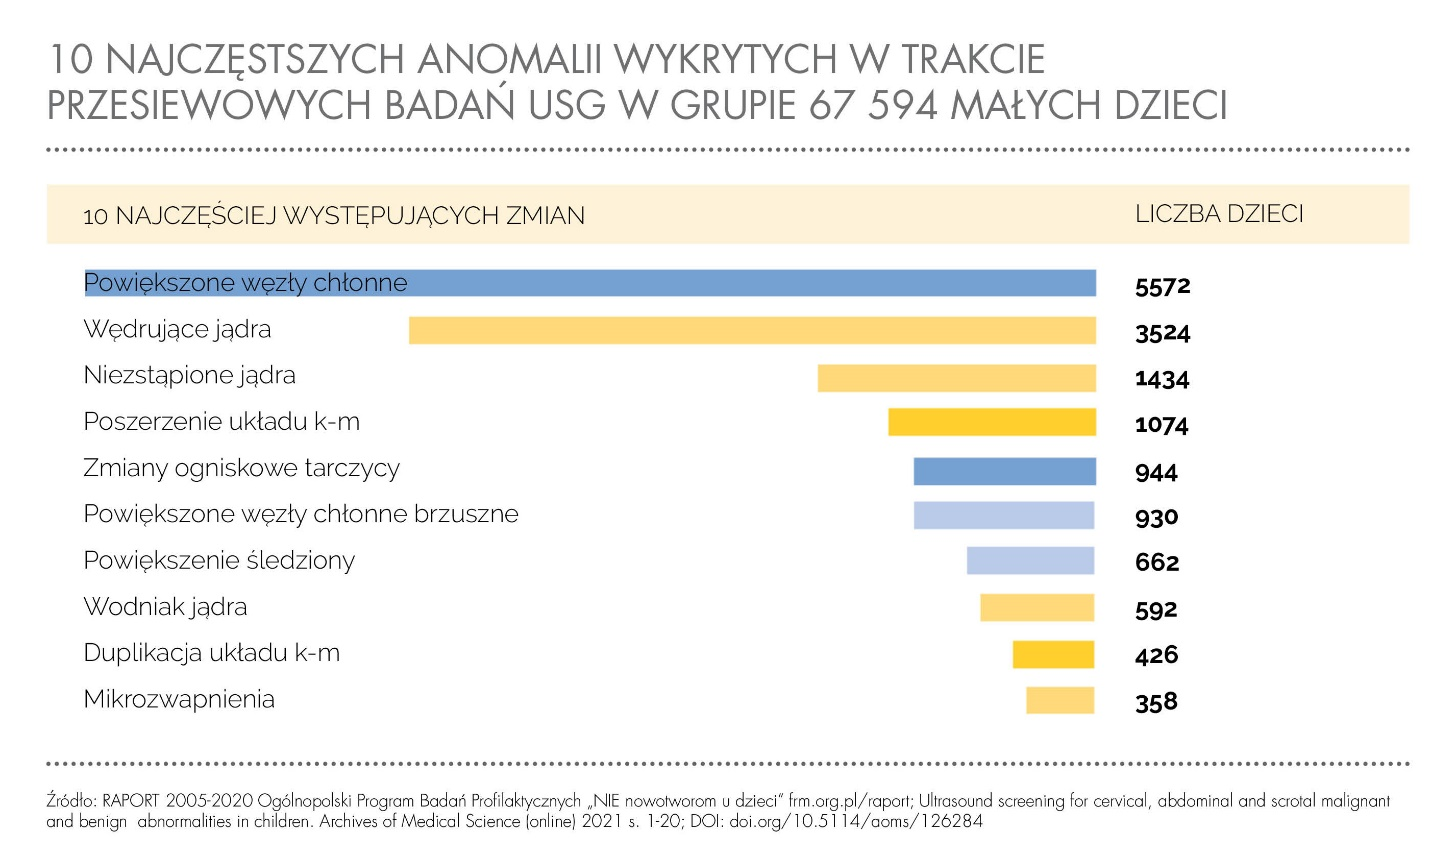 10 NAJCZĘSTSZYCH ANOMALII WYKRYTYCH W TRAKCIE
PRZESIEWOWYCH BADAŃ USG W GRUPIE 67 594 MAŁYCH DZIECI
10 NAJCZĘŚCIEJ WYSTĘPUJĄCYCH ZMIAN LICZBA DZIECI
Powiększone węzły chłonne 5572
Wędrujące jądra 3524
Niezstąpione jądra 1434
Poszerzenie układu k-m 1074
Zmiany ogniskowe tarczycy 944
Powiększone węzły chłonne brzuszne 930
Powiększenie śledziony 662
Wodniak jądra 592
Duplikacja układu k-m 426
Mikrozwapnienia 358
Źródło: RAPORT 2005-2020 Ogólnopolski Program Badań Profilaktycznych „NIE nowotworom u dzieci” frm.org.pl/raport; Ultrasound screening for cervical, abdominal and scrotal malignant
and benign abnormalities in children. Archives of Medical Science (online) 2021 s. 1-20; DOI: doi.org/10.5114/aoms/126284